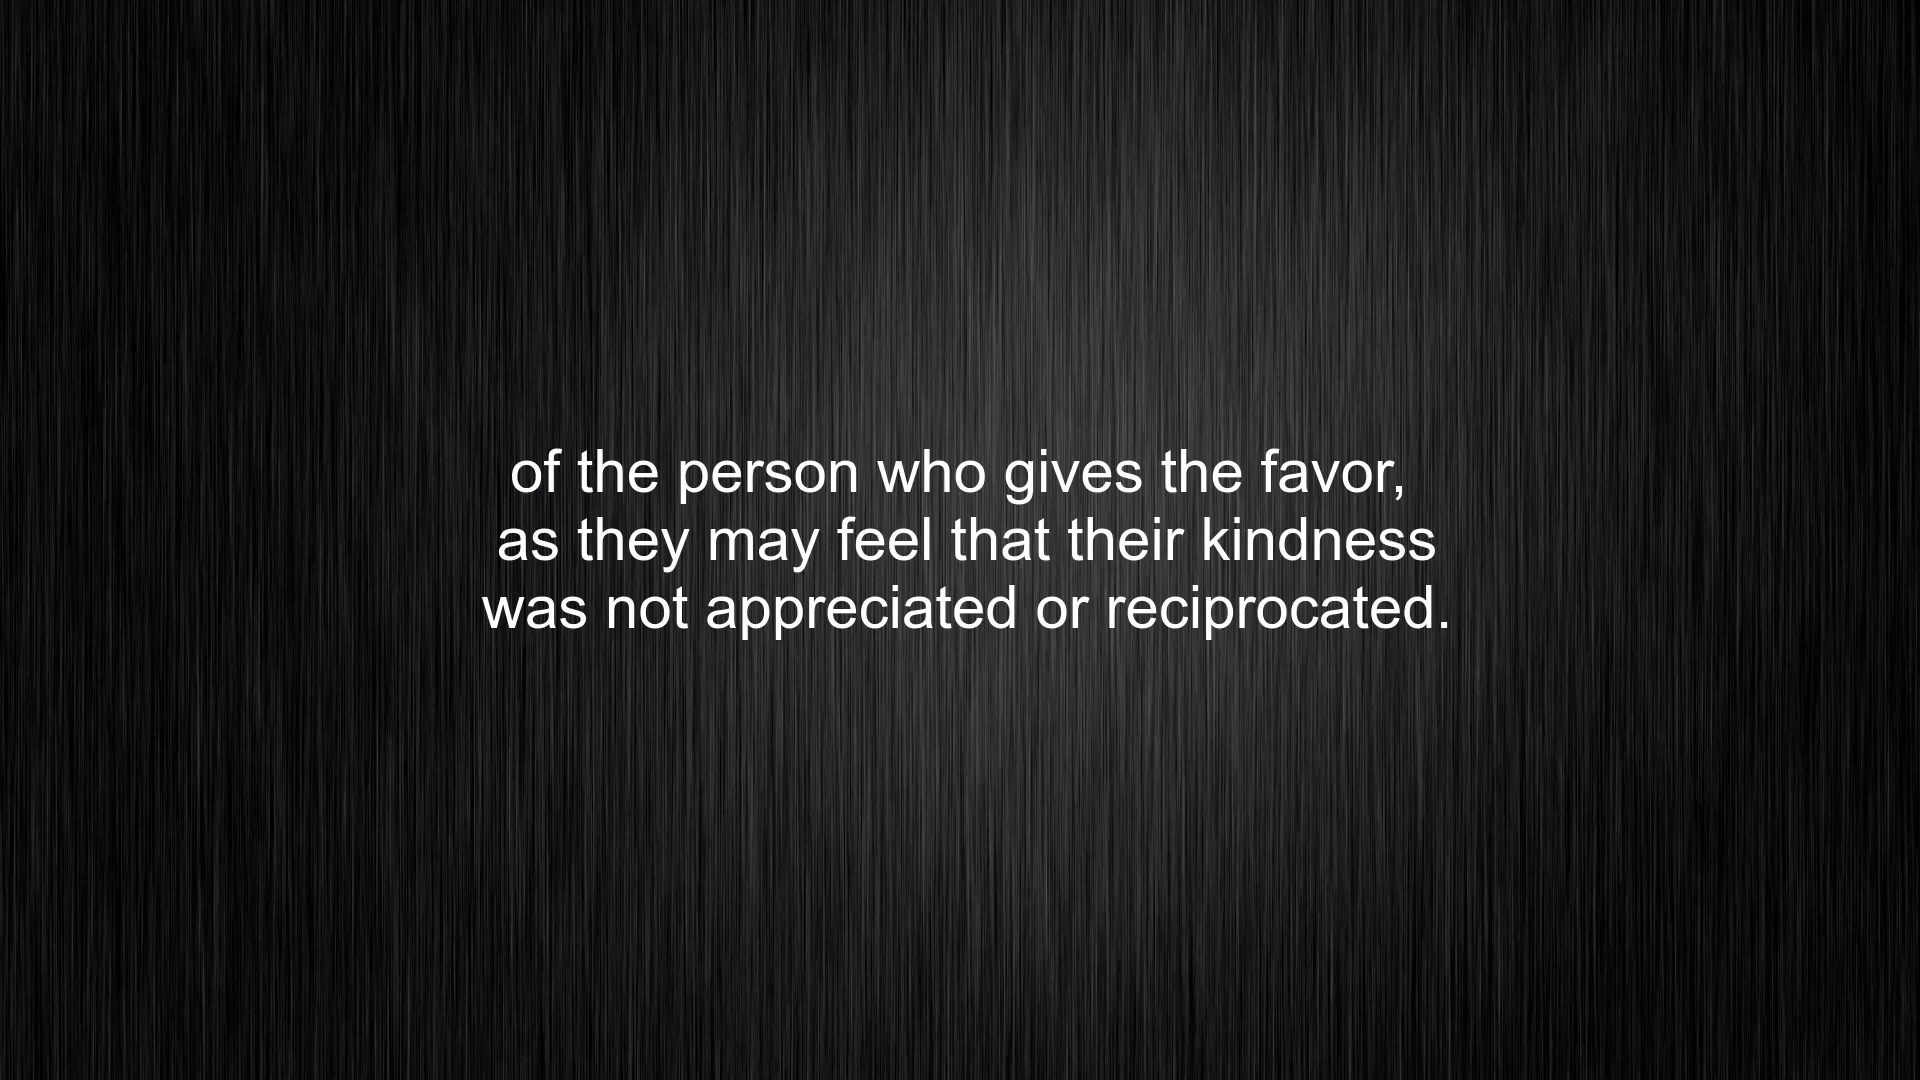 of the person who gives the favor,
as they may feel that their kindness
was not appreciated or reciprocated.